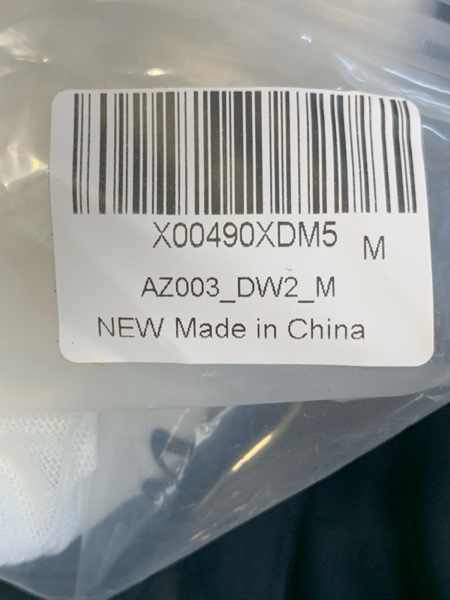 X00490XDM5 M
AZ003_DW2_M
NEW Made in China